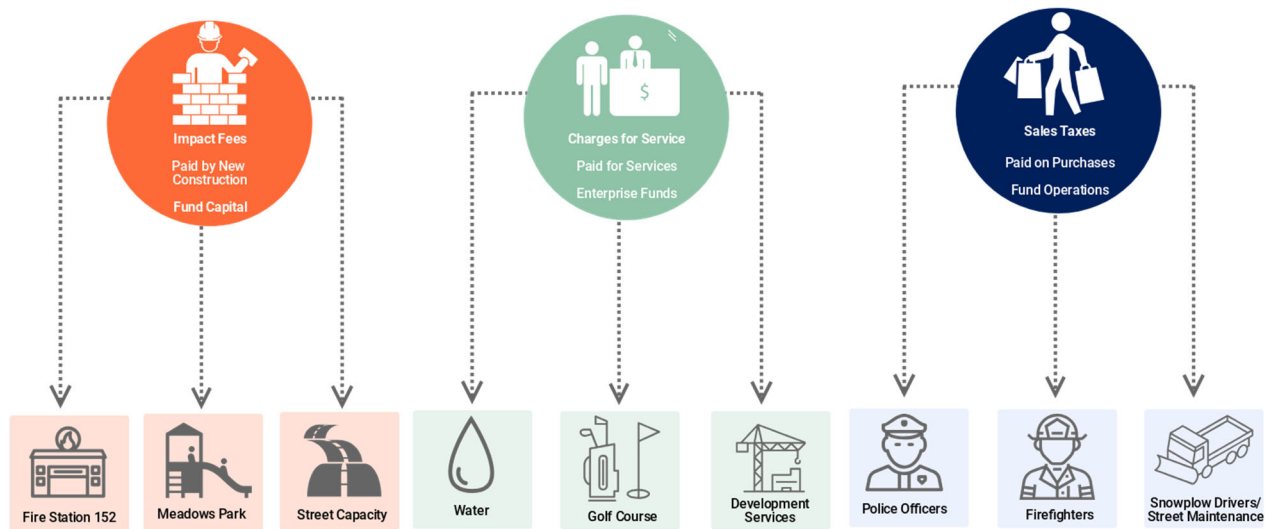 Impact Fees
Paid by New
Construction
Fund Capital
$
Charges for Service
Paid for Services
Enterprise Funds
Sales Taxes
Paid on Purchases
Fund Operations
Fire Station 152
Meadows Park
Street Capacity
Water
Golf Course
Development
Services
Police Officers
Firefighters
Snowplow Drivers/
Street Maintenance